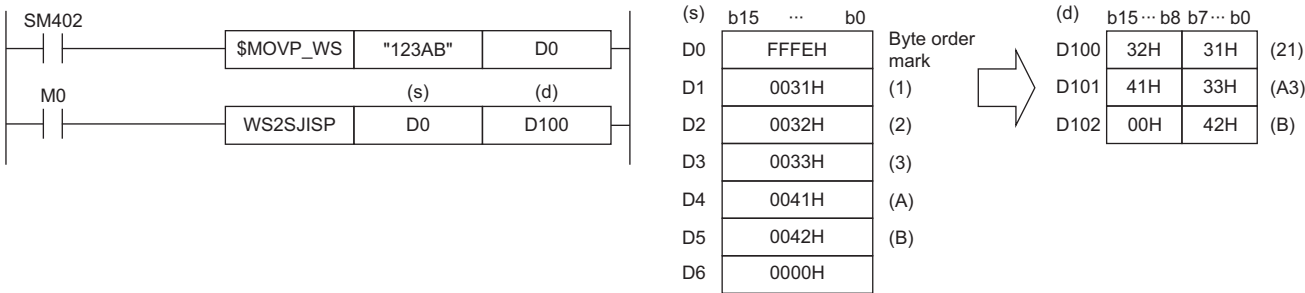 SM402
$MOVP_WS "123AB" D0
M0
(s) (d)
WS2SJISP D0 D100
(s) b15 ··· b0
D0 FFFEH Byte order
mark
D1 0031H (1)
D2 0032H (2)
D3 0033H (3)
D4 0041H (A)
D5 0042H (B)
D6 0000H
(d) b15 ··· b8 b7 ··· b0
D100 32H 31H (21)
D101 41H 33H (A3)
D102 00H 42H (B)